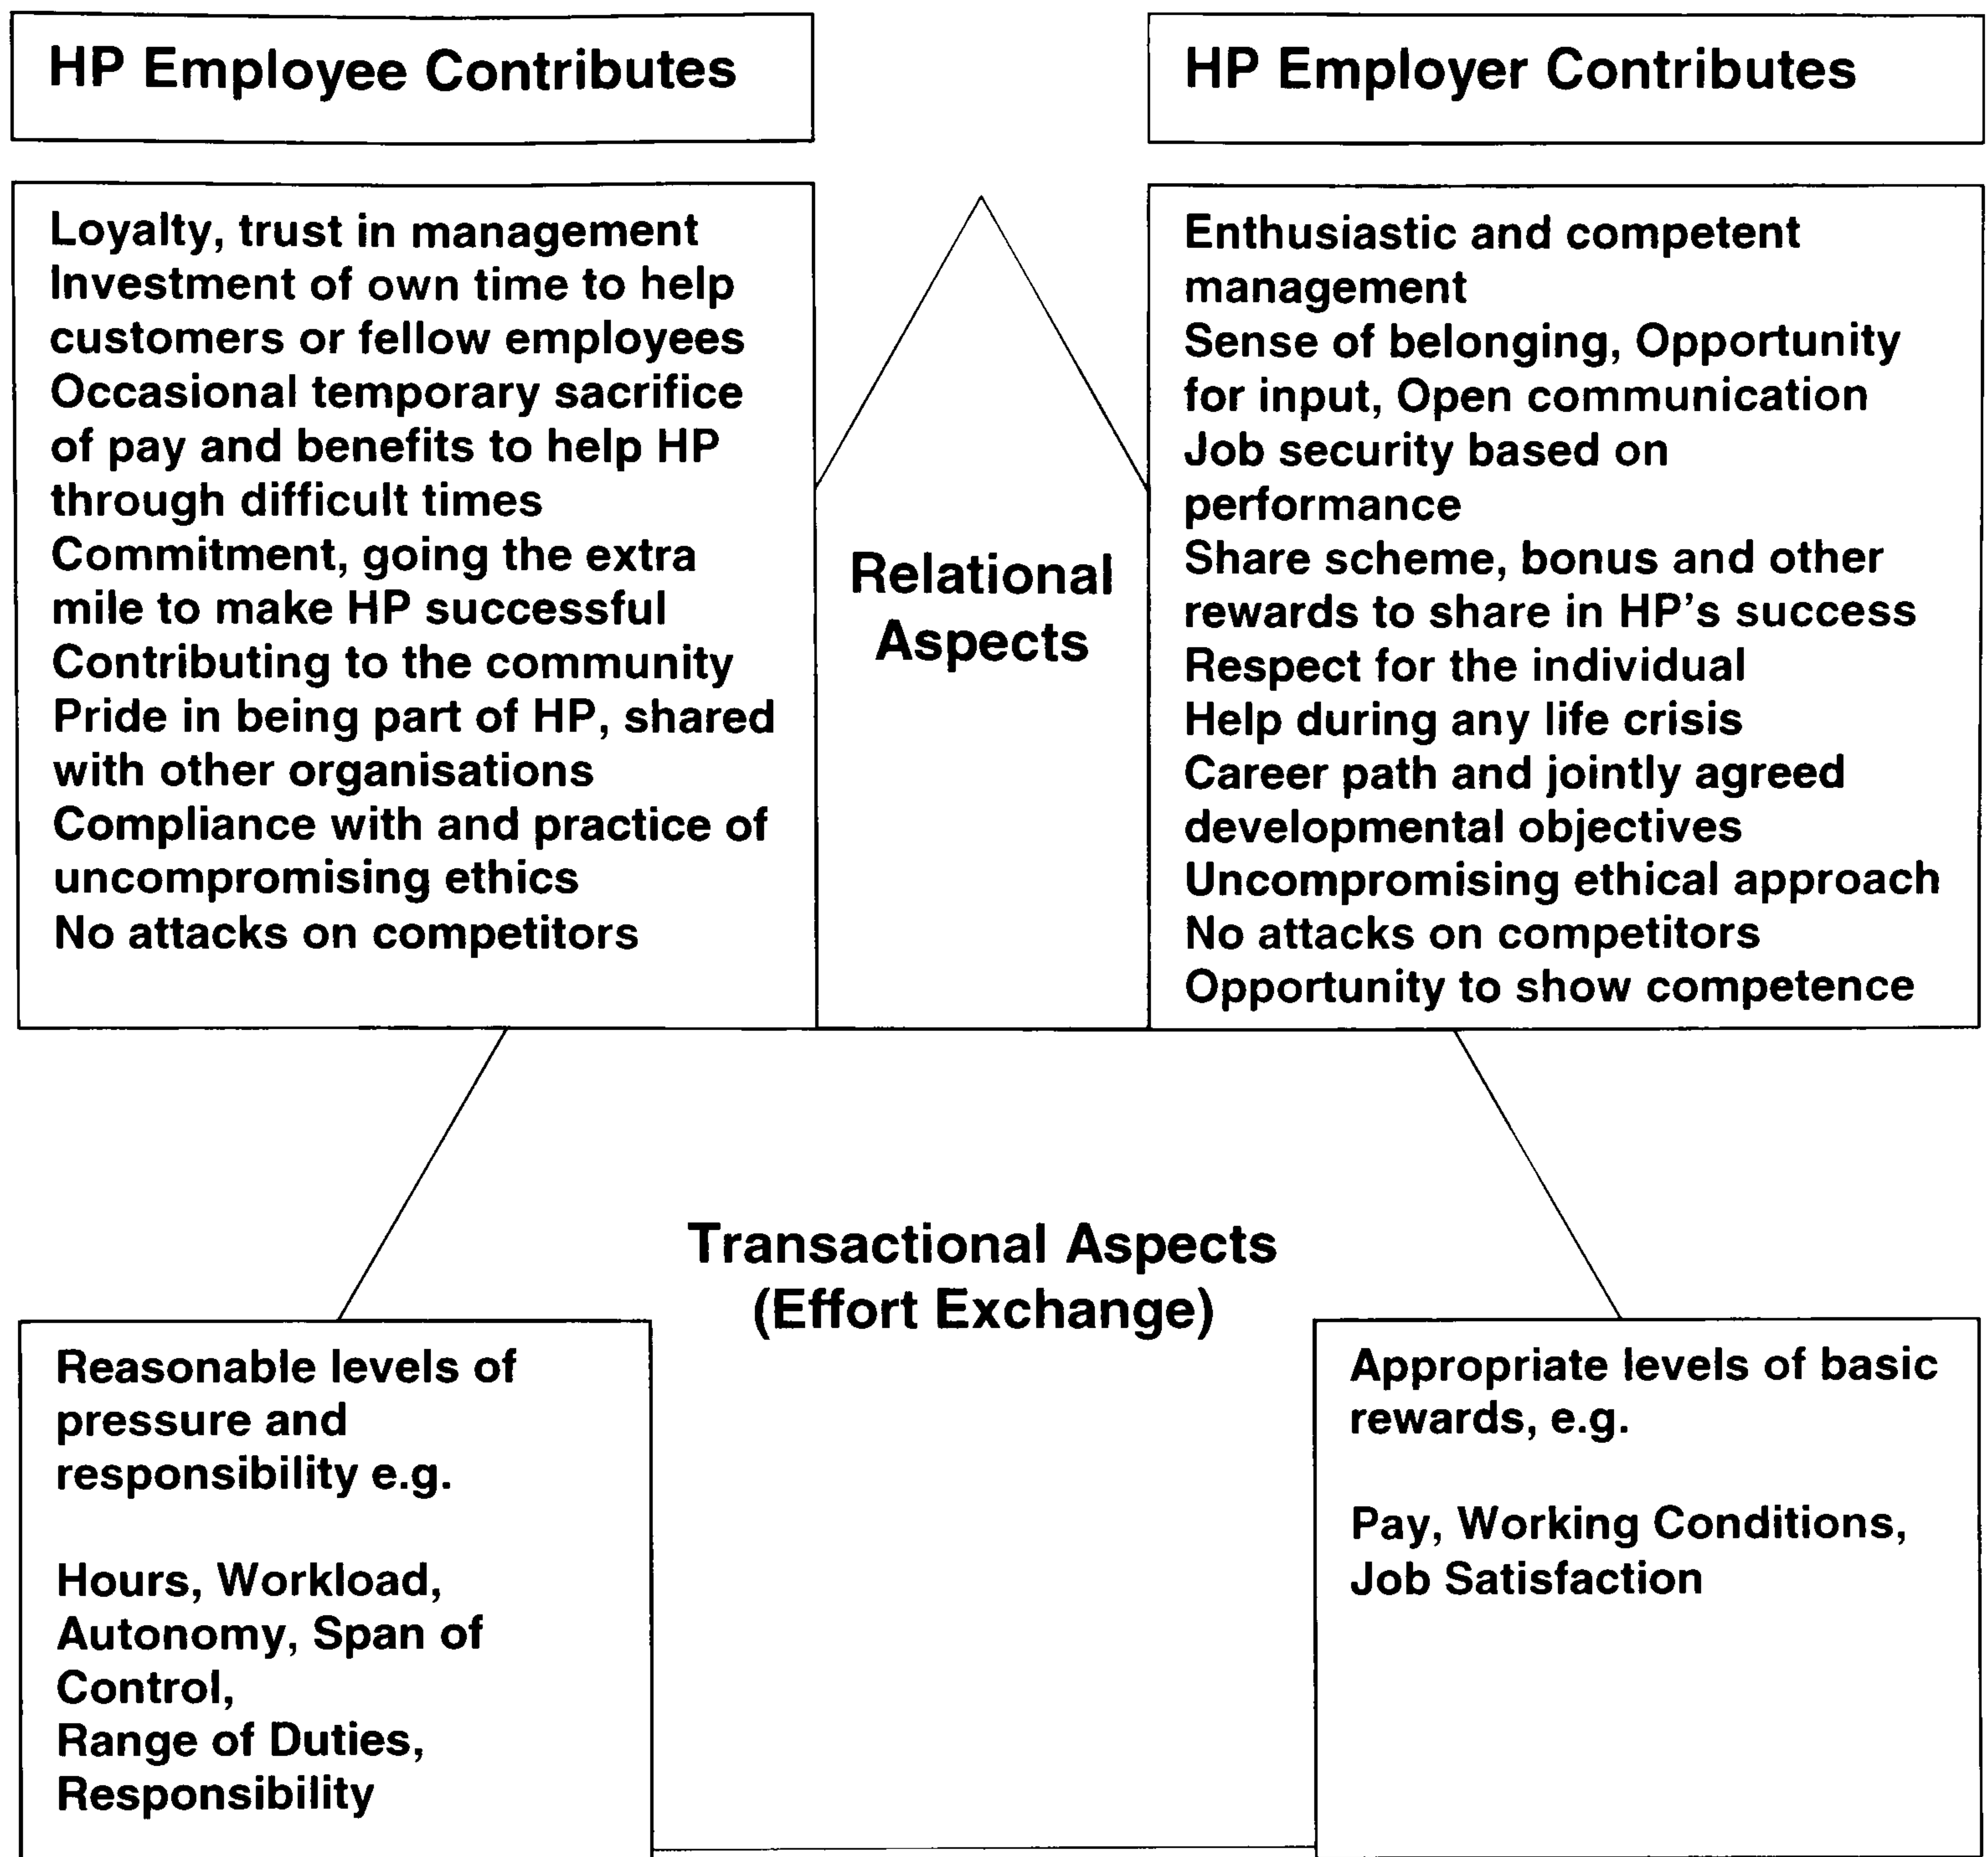 HP Employee Contributes
HP Employer Contributes
Loyalty, trust in management
Investment of own time to help
customers or fellow employees
Occasional temporary sacrifice
of pay and benefits to help HP
through difficult times
Commitment, going the extra
mile to make HP successful
Contributing to the community
Pride in being part of HP, shared
with other organisations
Compliance with and practice of
uncompromising ethics
No attacks on competitors
Relational
Aspects
Enthusiastic and competent
management
Sense of belonging, Opportunity
for input, Open communication
Job security based on
performance
Share scheme, bonus and other
rewards to share in HP's success
Respect for the individual
Help during any life crisis
Career path and jointly agreed
developmental objectives
Uncompromising ethical approach
No attacks on competitors
Opportunity to show competence
Transactional Aspects
(Effort Exchange)
Reasonable levels of
pressure and
responsibility e.g.
Hours, Workload,
Autonomy, Span of
Control,
Range of Duties,
Responsibility
Appropriate levels of basic
rewards, e.g.
Pay, Working Conditions,
Job Satisfaction